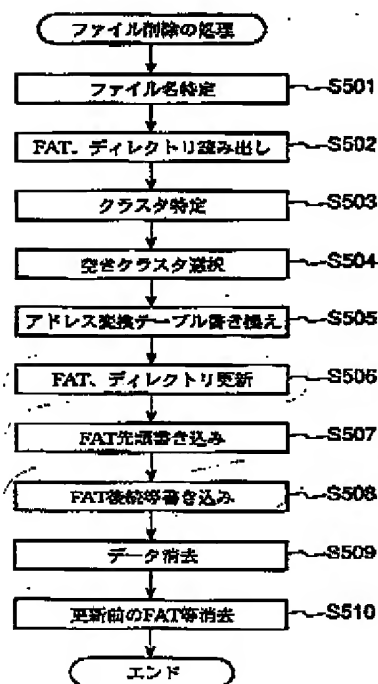 ファイル削除の処理
ファイル名特定
S501
FAT、ディレクトリ読み出し
S502
クラスタ特定
S503
空きクラスタ選択
S504
アドレス変換テーブル書き換え
S505
FAT、ディレクトリ更新
S506
FAT先頭書き込み
S507
FAT後続等書き込み
S508
データ消去
S509
更新前のFAT等消去
S510
エンド